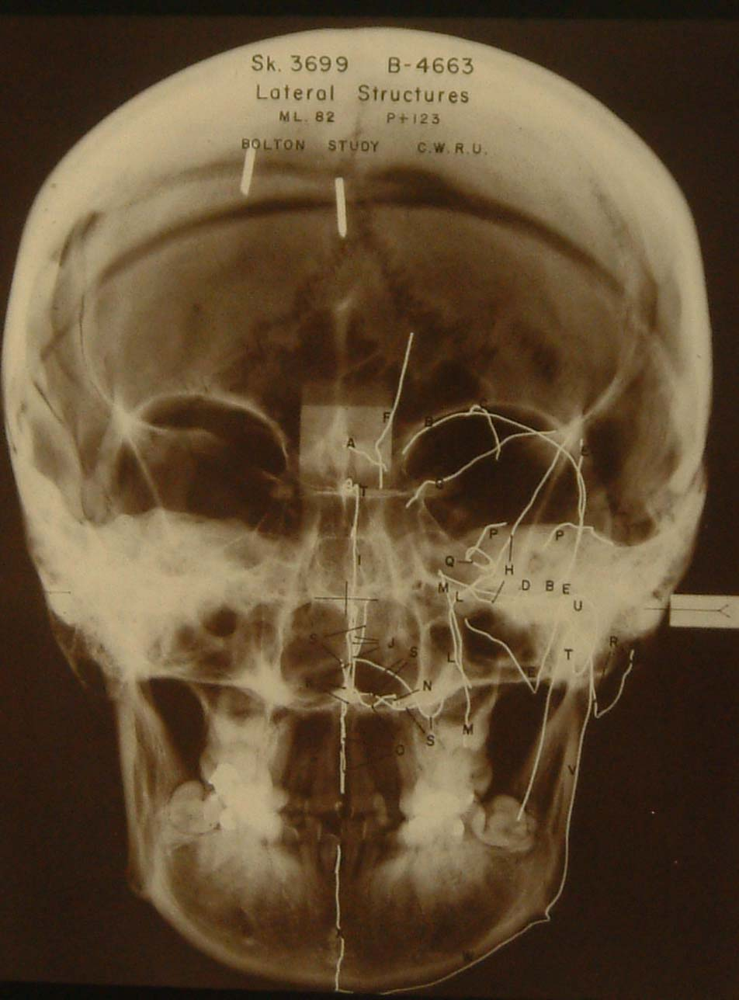 Sk. 3699 B-4663
Lateral Structures
ML. 82 P+123
BOLTON STUDY C.W.R.U.
C
F B
A E
T
P P
Q
H
M L D B E
U
S J S R
L T
E
N
M
S
O
V